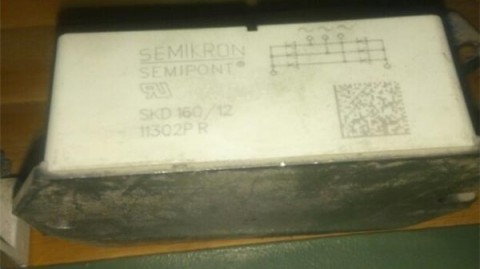 SEMIKRON
SEMIPONT®
SKD 160/12
11302P R